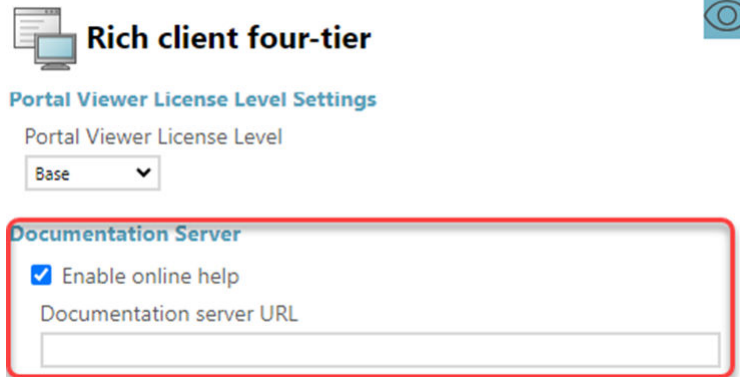 Rich client four-tier
Portal Viewer License Level Settings
Portal Viewer License Level
Base
Documentation Server
Enable online help
Documentation server URL